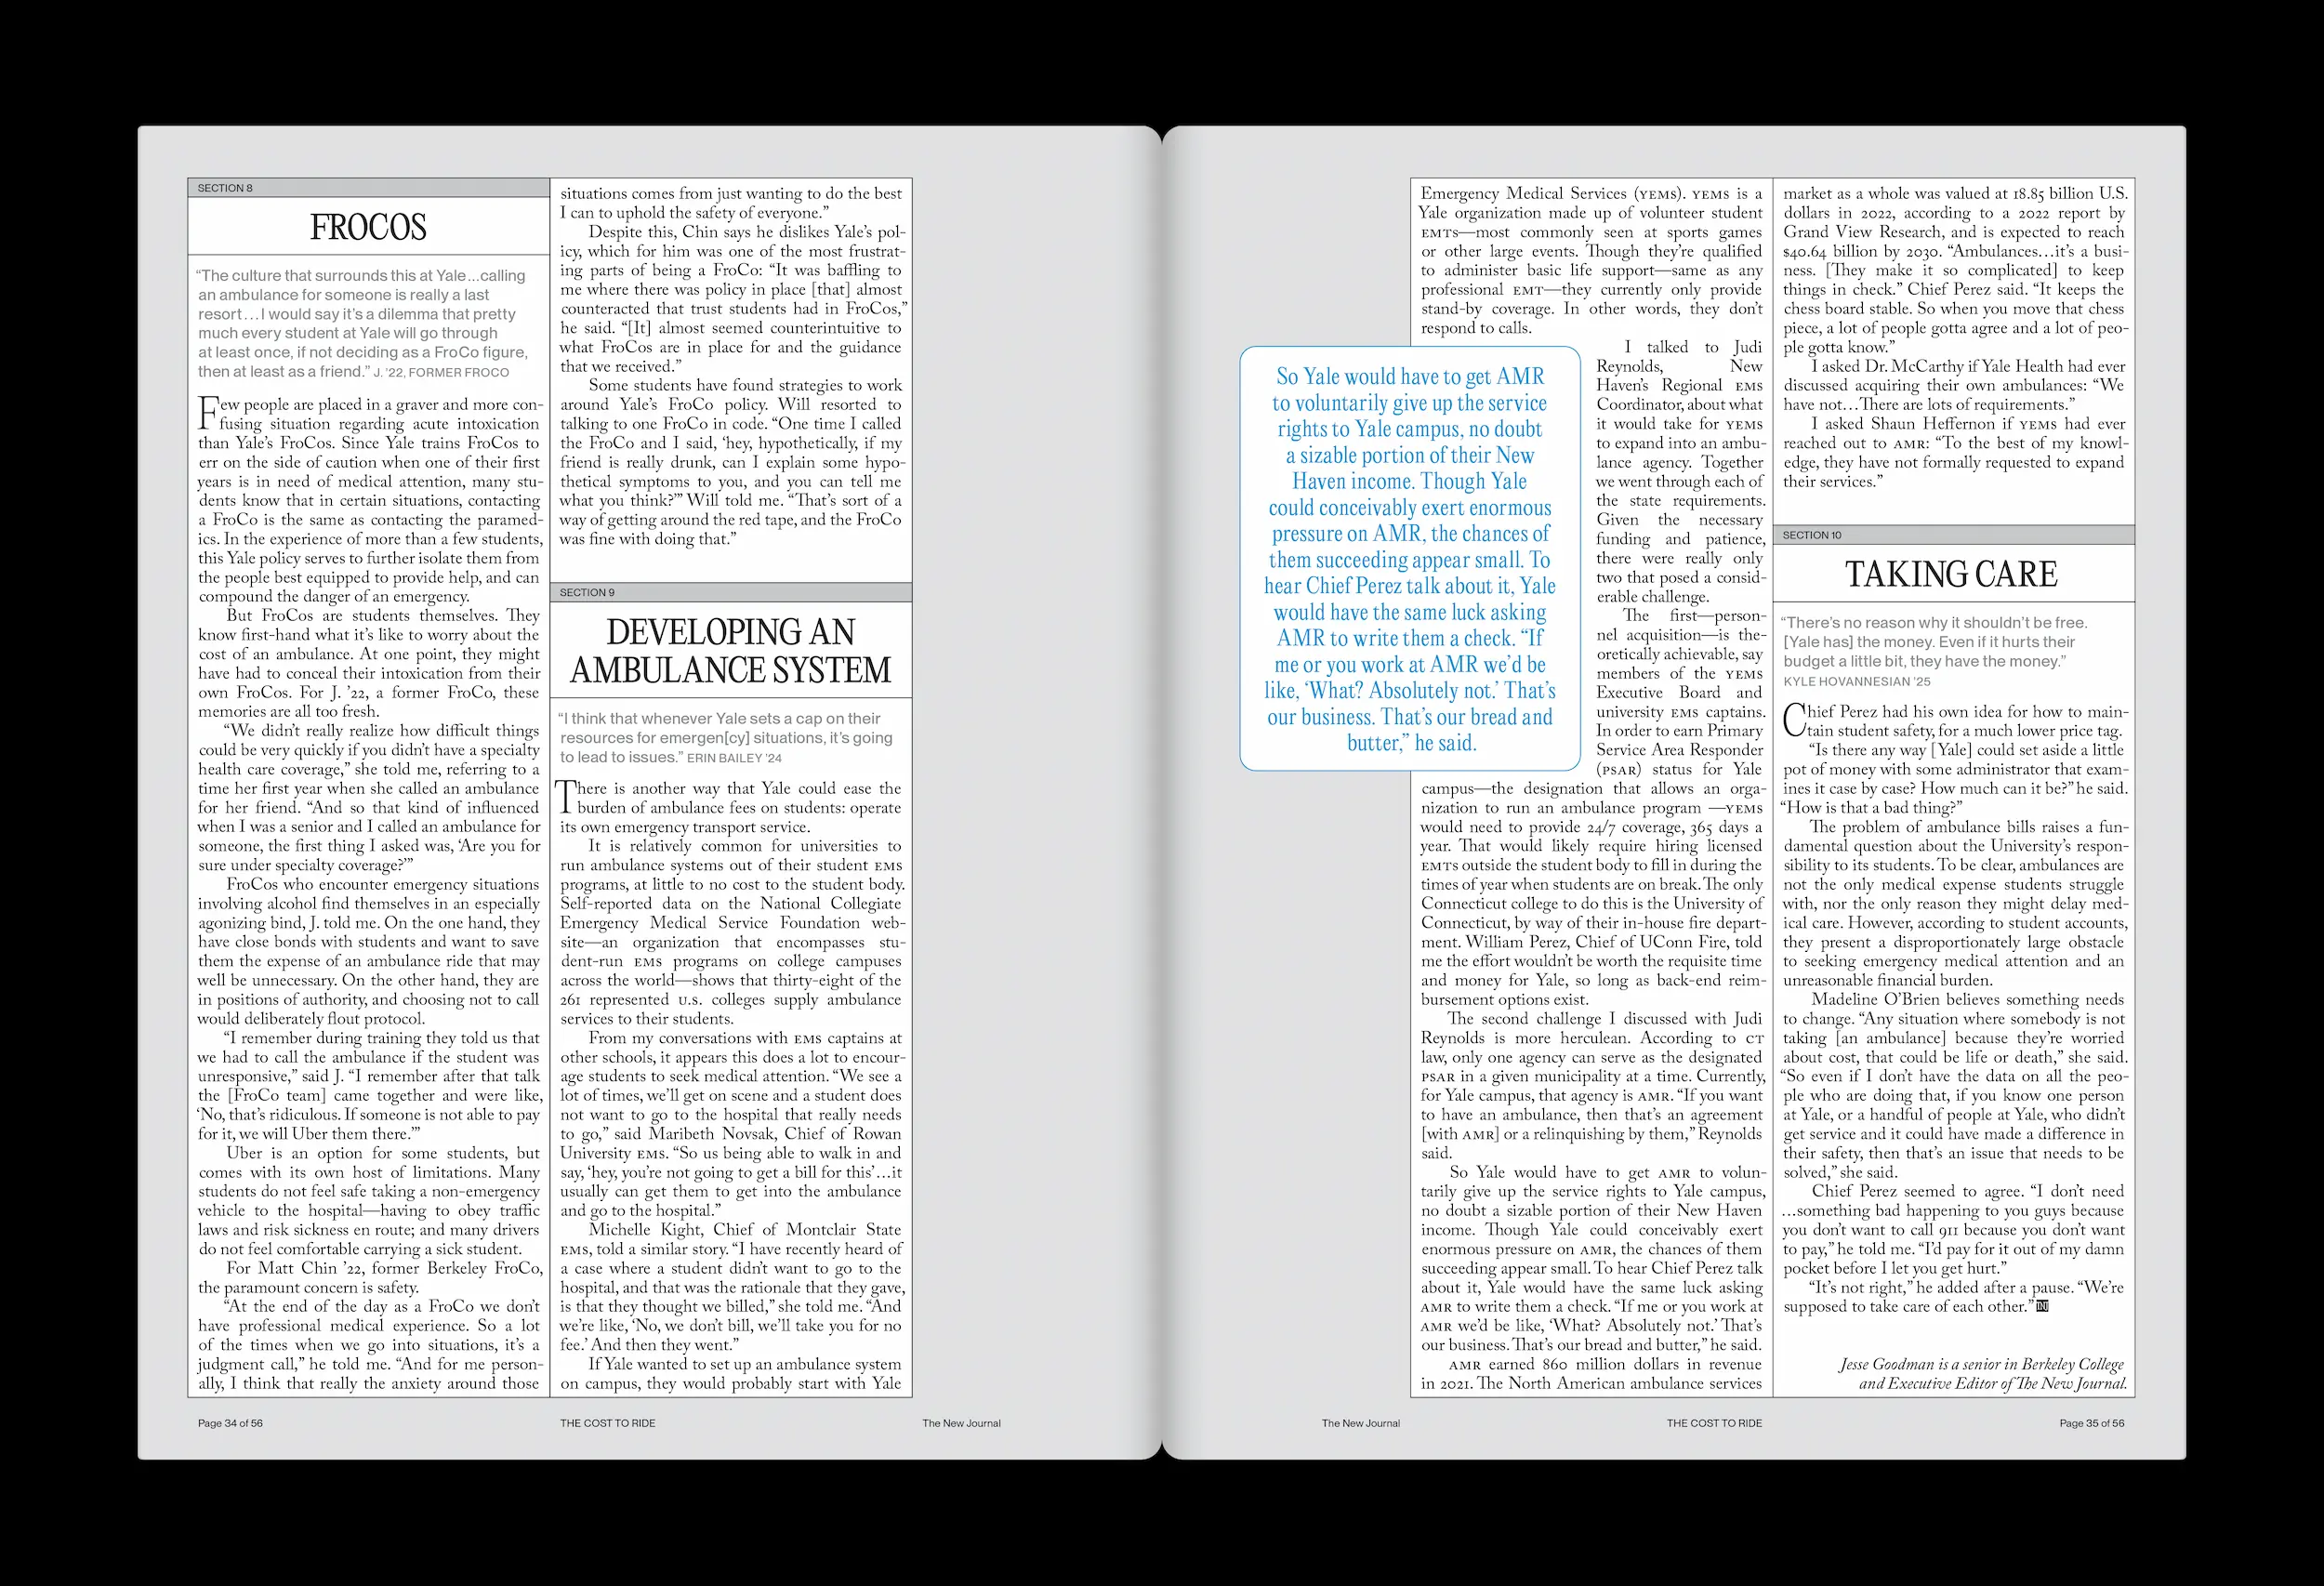 SECTION 8
FROCOS
“The culture that surrounds this at Yale…calling
an ambulance for someone is really a last
resort…I would say it’s a dilemma that pretty
much every student at Yale will go through
at least once, if not deciding as a FroCo figure,
then at least as a friend.” J. ’22, FORMER FROCO
Few people are placed in a graver and more con-
fusing situation regarding acute intoxication
than Yale’s FroCos. Since Yale trains FroCos to
err on the side of caution when one of their first
years is in need of medical attention, many stu-
dents know that in certain situations, contacting
a FroCo is the same as contacting the paramed-
ics. In the experience of more than a few students,
this Yale policy serves to further isolate them from
the people best equipped to provide help, and can
compound the danger of an emergency.
But FroCos are students themselves. They
know first-hand what it’s like to worry about the
cost of an ambulance. At one point, they might
have had to conceal their intoxication from their
own FroCos. For J. ’22, a former FroCo, these
memories are all too fresh.
“We didn’t really realize how difficult things
could be very quickly if you didn’t have a specialty
health care coverage,” she told me, referring to a
time her first year when she called an ambulance
for her friend. “And so that kind of influenced
when I was a senior and I called an ambulance for
someone, the first thing I asked was, ‘Are you for
sure under specialty coverage?’”
FroCos who encounter emergency situations
involving alcohol find themselves in an especially
agonizing bind, J. told me. On the one hand, they
have close bonds with students and want to save
them the expense of an ambulance ride that may
well be unnecessary. On the other hand, they are
in positions of authority, and choosing not to call
would deliberately flout protocol.
“I remember during training they told us that
we had to call the ambulance if the student was
unresponsive,” said J. “I remember after that talk
the [FroCo team] came together and were like,
‘No, that’s ridiculous. If someone is not able to pay
for it, we will Uber them there.’”
Uber is an option for some students, but
comes with its own host of limitations. Many
students do not feel safe taking a non-emergency
vehicle to the hospital—having to obey traffic
laws and risk sickness en route; and many drivers
do not feel comfortable carrying a sick student.
For Matt Chin ’22, former Berkeley FroCo,
the paramount concern is safety.
“At the end of the day as a FroCo we don’t
have professional medical experience. So a lot
of the times when we go into situations, it’s a
judgment call,” he told me. “And for me person-
ally, I think that really the anxiety around those
situations comes from just wanting to do the best
I can to uphold the safety of everyone.”
Despite this, Chin says he dislikes Yale’s pol-
icy, which for him was one of the most frustrat-
ing parts of being a FroCo: “It was baffling to
me where there was policy in place [that] almost
counteracted that trust students had in FroCos,”
he said. “[It] almost seemed counterintuitive to
what FroCos are in place for and the guidance
that we received.”
Some students have found strategies to work
around Yale’s FroCo policy. Will resorted to
talking to one FroCo in code. “One time I called
the FroCo and I said, ‘hey, hypothetically, if my
friend is really drunk, can I explain some hypo-
thetical symptoms to you, and you can tell me
what you think?’” Will told me. “That’s sort of a
way of getting around the red tape, and the FroCo
was fine with doing that.”
SECTION 9
DEVELOPING AN
AMBULANCE SYSTEM
“I think that whenever Yale sets a cap on their
resources for emergen[cy] situations, it’s going
to lead to issues.” ERIN BAILEY ’24
There is another way that Yale could ease the
burden of ambulance fees on students: operate
its own emergency transport service.
It is relatively common for universities to
run ambulance systems out of their student EMS
programs, at little to no cost to the student body.
Self-reported data on the National Collegiate
Emergency Medical Service Foundation web-
site—an organization that encompasses stu-
dent-run EMS programs on college campuses
across the world—shows that thirty-eight of the
261 represented U.S. colleges supply ambulance
services to their students.
From my conversations with EMS captains at
other schools, it appears this does a lot to encour-
age students to seek medical attention. “We see a
lot of times, we’ll get on scene and a student does
not want to go to the hospital that really needs
to go,” said Maribeth Novsak, Chief of Rowan
University EMS. “So us being able to walk in and
say, ‘hey, you’re not going to get a bill for this’…it
usually can get them to get into the ambulance
and go to the hospital.”
Michelle Kight, Chief of Montclair State
EMS, told a similar story. “I have recently heard of
a case where a student didn’t want to go to the
hospital, and that was the rationale that they gave,
is that they thought we billed,” she told me. “And
we’re like, ‘No, we don’t bill, we’ll take you for no
fee.’ And then they went.”
If Yale wanted to set up an ambulance system
on campus, they would probably start with Yale
Page 34 of 56
THE COST TO RIDE
The New Journal
Emergency Medical Services (YEMS). YEMS is a
Yale organization made up of volunteer student
EMTS—most commonly seen at sports games
or other large events. Though they’re qualified
to administer basic life support—same as any
professional EMT—they currently only provide
stand-by coverage. In other words, they don’t
respond to calls.
I talked to Judi
Reynolds, New
Haven’s Regional EMS
Coordinator, about what
it would take for YEMS
to expand into an ambu-
lance agency. Together
we went through each of
the state requirements.
Given the necessary
funding and patience,
there were really only
two that posed a consid-
erable challenge.
The first—person-
nel acquisition—is the-
oretically achievable, say
members of the YEMS
Executive Board and
university EMS captains.
In order to earn Primary
Service Area Responder
(PSAR) status for Yale
campus—the designation that allows an orga-
nization to run an ambulance program —YEMS
would need to provide 24/7 coverage, 365 days a
year. That would likely require hiring licensed
EMTS outside the student body to fill in during the
times of year when students are on break. The only
Connecticut college to do this is the University of
Connecticut, by way of their in-house fire depart-
ment. William Perez, Chief of UConn Fire, told
me the effort wouldn’t be worth the requisite time
and money for Yale, so long as back-end reim-
bursement options exist.
The second challenge I discussed with Judi
Reynolds is more herculean. According to CT
law, only one agency can serve as the designated
PSAR in a given municipality at a time. Currently,
for Yale campus, that agency is AMR. “If you want
to have an ambulance, then that’s an agreement
[with AMR] or a relinquishing by them,” Reynolds
said.
So Yale would have to get AMR to volun-
tarily give up the service rights to Yale campus,
no doubt a sizable portion of their New Haven
income. Though Yale could conceivably exert
enormous pressure on AMR, the chances of them
succeeding appear small. To hear Chief Perez talk
about it, Yale would have the same luck asking
AMR to write them a check. “If me or you work at
AMR we’d be like, ‘What? Absolutely not.’ That’s
our business. That’s our bread and butter,” he said.
AMR earned 860 million dollars in revenue
in 2021. The North American ambulance services
So Yale would have to get AMR
to voluntarily give up the service
rights to Yale campus, no doubt
a sizable portion of their New
Haven income. Though Yale
could conceivably exert enormous
pressure on AMR, the chances of
them succeeding appear small. To
hear Chief Perez talk about it, Yale
would have the same luck asking
AMR to write them a check. “If
me or you work at AMR we’d be
like, ‘What? Absolutely not.’ That’s
our business. That’s our bread and
butter,” he said.
market as a whole was valued at 18.85 billion U.S.
dollars in 2022, according to a 2022 report by
Grand View Research, and is expected to reach
$40.64 billion by 2030. “Ambulances…it’s a busi-
ness. [They make it so complicated] to keep
things in check.” Chief Perez said. “It keeps the
chess board stable. So when you move that chess
piece, a lot of people gotta agree and a lot of peo-
ple gotta know.”
I asked Dr. McCarthy if Yale Health had ever
discussed acquiring their own ambulances: “We
have not…There are lots of requirements.”
I asked Shaun Heffernon if YEMS had ever
reached out to AMR: “To the best of my knowl-
edge, they have not formally requested to expand
their services.”
SECTION 10
TAKING CARE
“There’s no reason why it shouldn’t be free.
[Yale has] the money. Even if it hurts their
budget a little bit, they have the money.”
KYLE HOVANNESIAN ’25
Chief Perez had his own idea for how to main-
tain student safety, for a much lower price tag.
“Is there any way [Yale] could set aside a little
pot of money with some administrator that exam-
ines it case by case? How much can it be?” he said.
“How is that a bad thing?”
The problem of ambulance bills raises a fun-
damental question about the University’s respon-
sibility to its students. To be clear, ambulances are
not the only medical expense students struggle
with, nor the only reason they might delay med-
ical care. However, according to student accounts,
they present a disproportionately large obstacle
to seeking emergency medical attention and an
unreasonable financial burden.
Madeline O’Brien believes something needs
to change. “Any situation where somebody is not
taking [an ambulance] because they’re worried
about cost, that could be life or death,” she said.
“So even if I don’t have the data on all the peo-
ple who are doing that, if you know one person
at Yale, or a handful of people at Yale, who didn’t
get service and it could have made a difference in
their safety, then that’s an issue that needs to be
solved,” she said.
Chief Perez seemed to agree. “I don’t need
…something bad happening to you guys because
you don’t want to call 911 because you don’t want
to pay,” he told me. “I’d pay for it out of my damn
pocket before I let you get hurt.”
“It’s not right,” he added after a pause. “We’re
supposed to take care of each other.”
Jesse Goodman is a senior in Berkeley College
and Executive Editor of The New Journal.
The New Journal
THE COST TO RIDE
Page 35 of 56